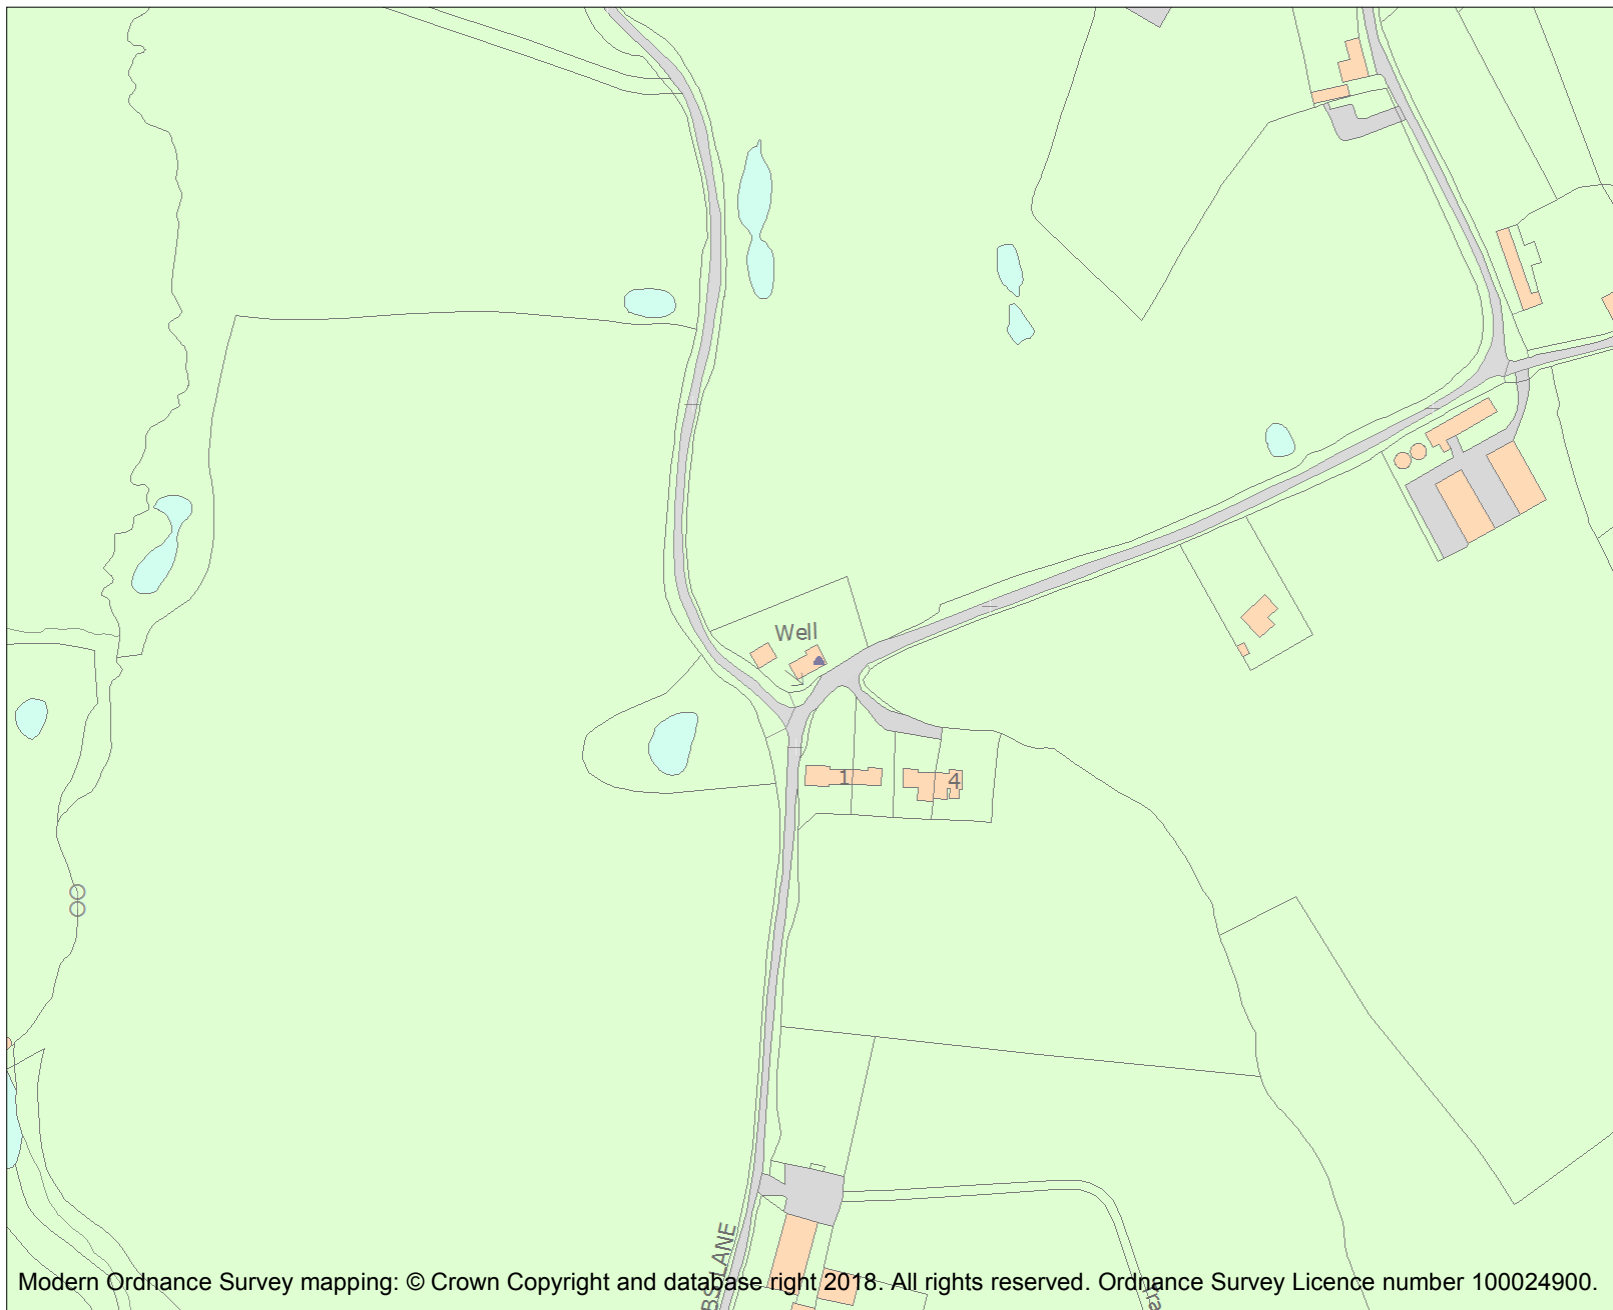 Well
1
4
LANE
Modern Ordnance Survey mapping: © Crown Copyright and database right 2018. All rights reserved. Ordnance Survey Licence number 100024900.